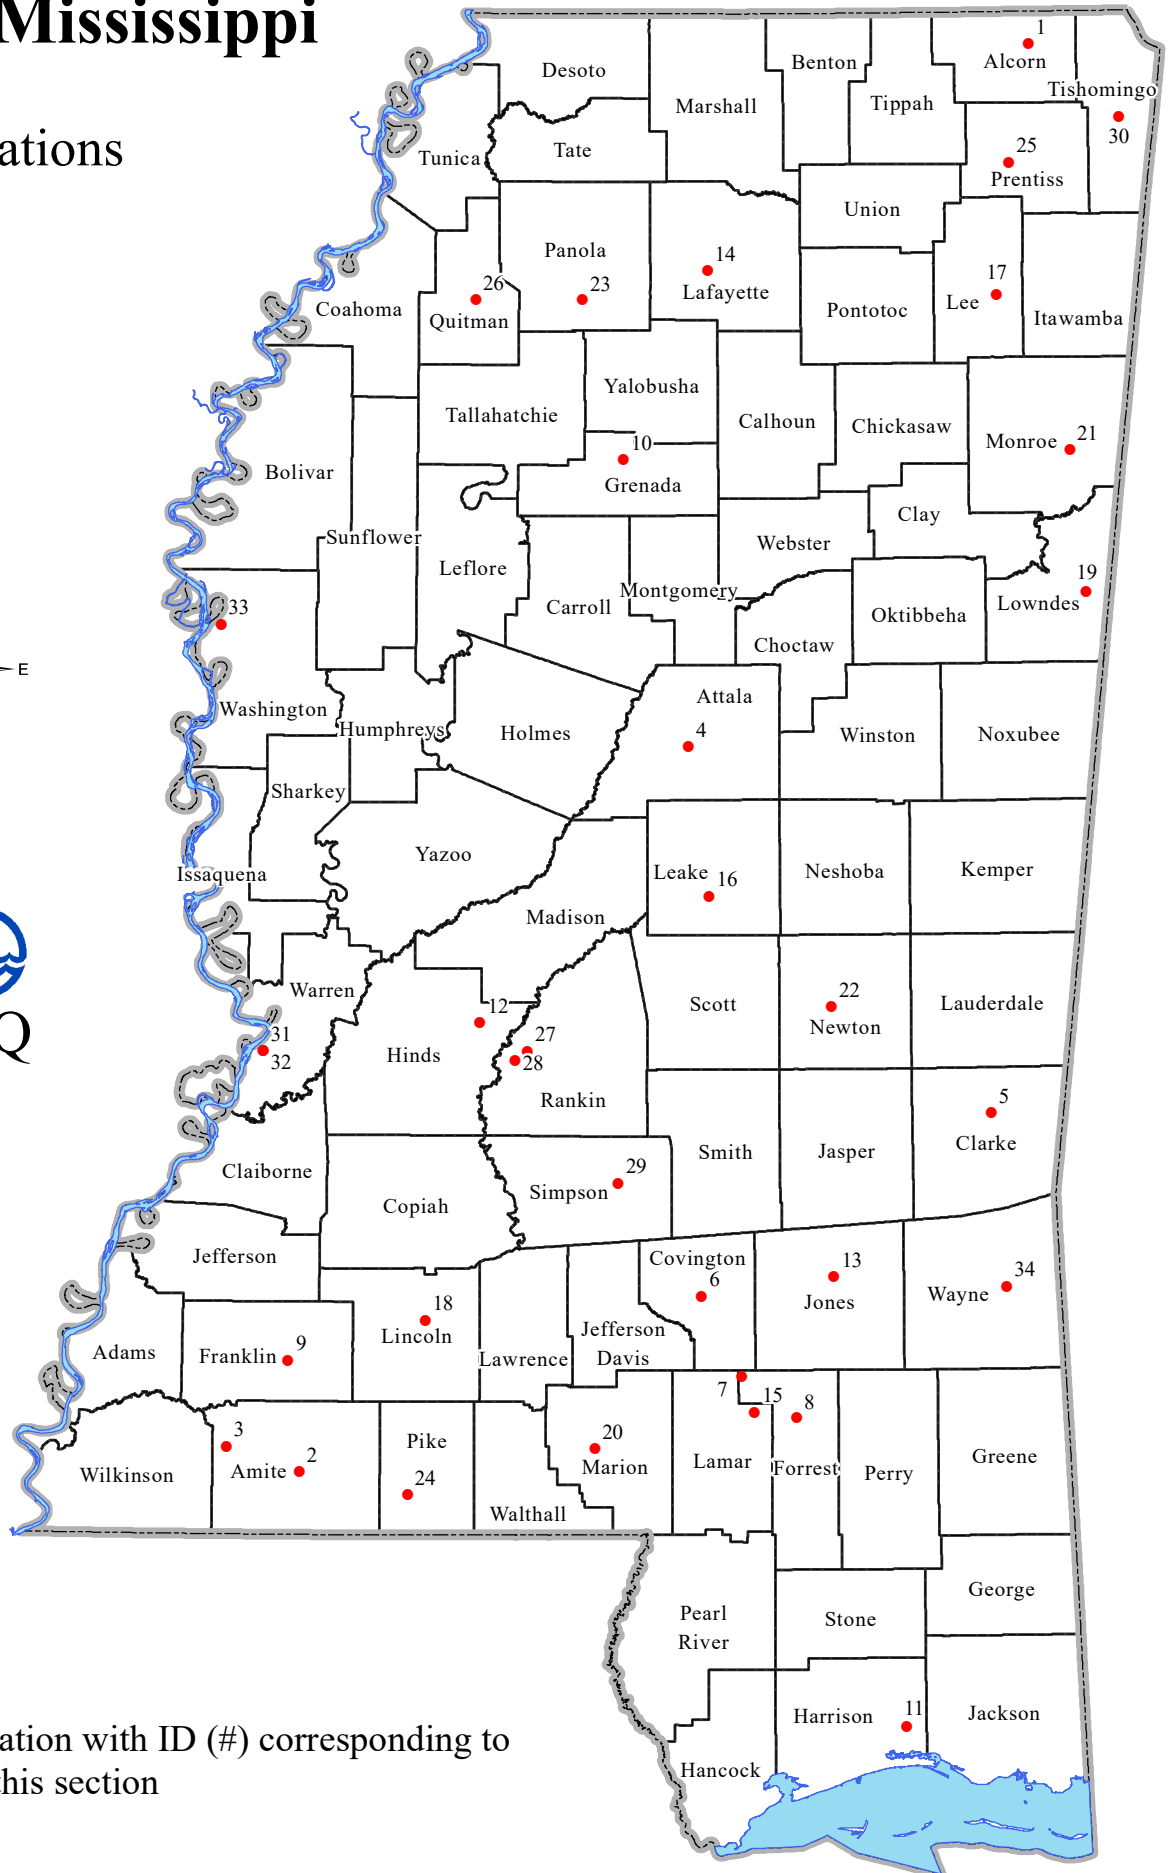 Mississippi
ations
1
Alcorn
Desoto
Benton
Tishomingo
Marshall
Tippah
30
Tate
Tunica
25
Prentiss
Union
Panola
14
Lafayette
26
23
17
Lee
Coahoma
Quitman
Pontotoc
Itawamba
Yalobusha
Tallahatchie
Calhoun
Chickasaw
10
Monroe
21
Bolivar
Grenada
Clay
Sunflower
Webster
Leflore
19
Montgomery
33
Carroll
Lowndes
Oktibbeha
Choctaw
E
Attala
Washington
Humphreys
Holmes
4
Winston
Noxubee
Sharkey
Yazoo
Issaquena
Leake
16
Neshoba
Kemper
Madison
Warren
Scott
22
Lauderdale
12
Newton
Q
31
27
32
Hinds
28
Rankin
5
Clarke
Smith
Jasper
Claiborne
29
Simpson
Copiah
Jefferson
Covington
13
6
34
Wayne
18
Jones
Lincoln
Jefferson
Davis
9
Adams
Franklin
Lawrence
7
15
8
3
Pike
20
2
Amite
Marion
Lamar
Forrest
Greene
Wilkinson
24
Perry
Walthall
George
Pearl
River
Stone
11
Harrison
Jackson
ation with ID (#) corresponding to
Hancock
this section